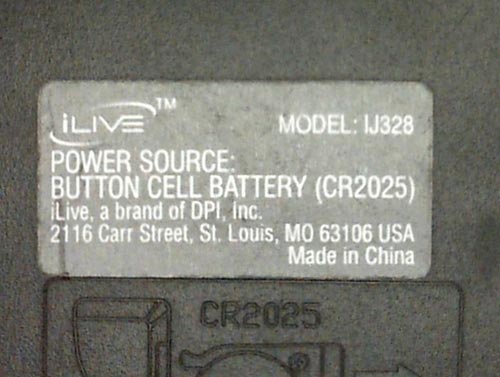 iLIVE™ MODEL: IJ328
POWER SOURCE:
BUTTON CELL BATTERY (CR2025)
iLive, a brand of DPI, Inc.
2116 Carr Street, St. Louis, MO 63106 USA
Made in China
CR2025